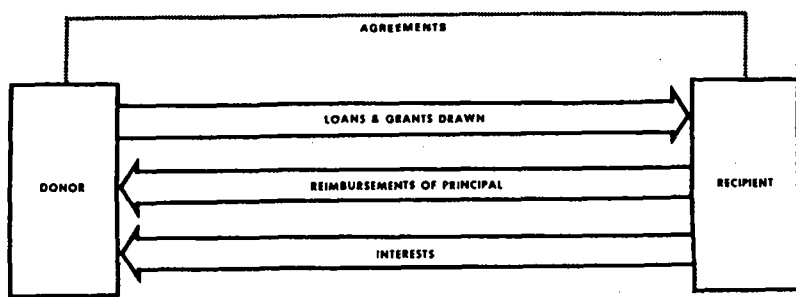 AGREEMENTS
LOANS & GRANTS DRAWN
DONOR
REIMBURSEMENTS OF PRINCIPAL
RECIPIENT
INTERESTS